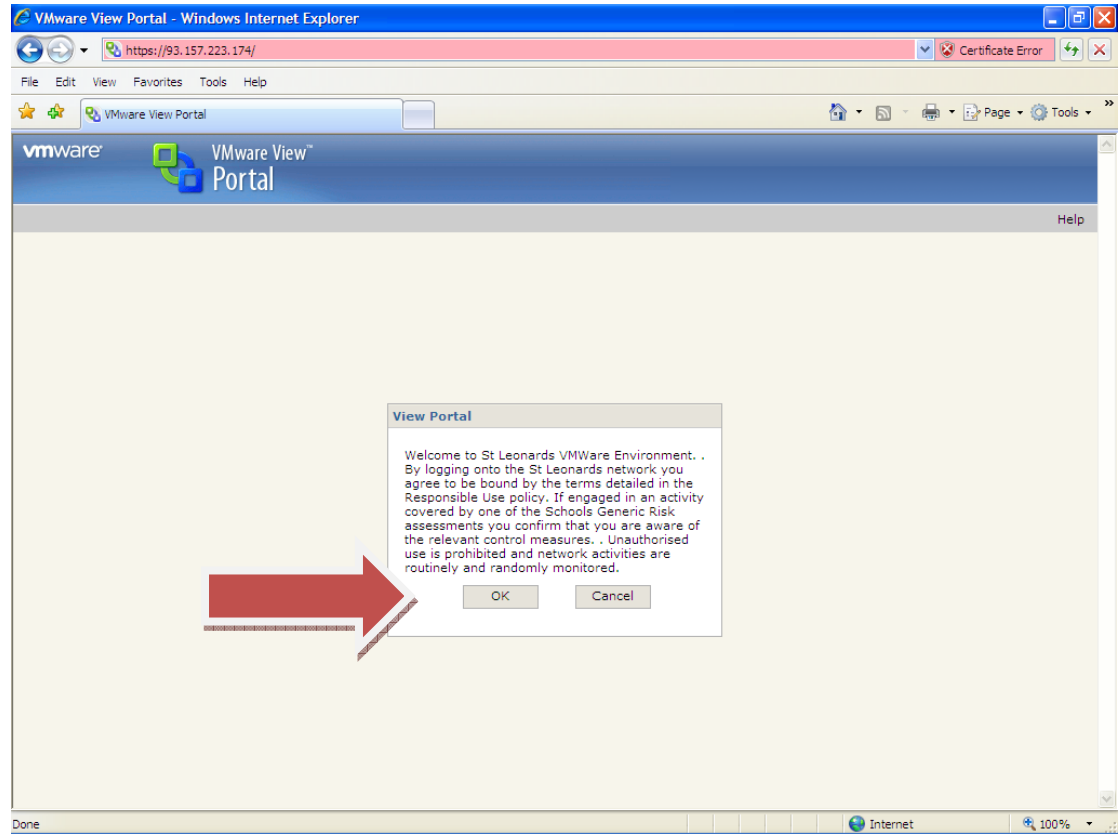 VMware View Portal - Windows Internet Explorer
https://93.157.223.174/
Certificate Error
File Edit View Favorites Tools Help
VMware View Portal
Page Tools »
vmware VMware View™
Portal
Help
View Portal
Welcome to St Leonards VMWare Environment. .
By logging onto the St Leonards network you
agree to be bound by the terms detailed in the
Responsible Use policy. If engaged in an activity
covered by one of the Schools Generic Risk
assessments you confirm that you are aware of
the relevant control measures. . Unauthorised
use is prohibited and network activities are
routinely and randomly monitored.
OK Cancel
Done Internet 100%